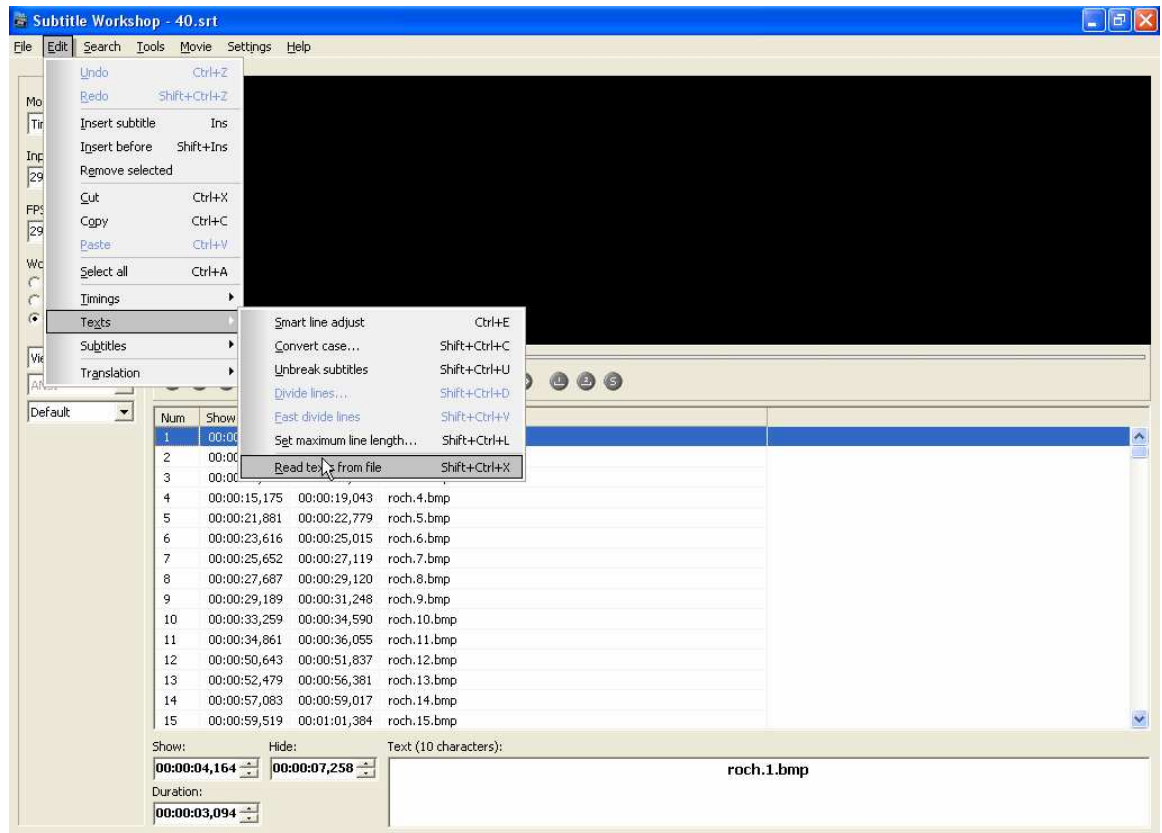 Subtitle Workshop - 40.srt
File Edit Search Tools Movie Settings Help
Undo Ctrl+Z
Redo Shift+Ctrl+Z
Insert subtitle Ins
Insert before Shift+Ins
Remove selected
Cut Ctrl+X
Copy Ctrl+C
Paste Ctrl+V
Select all Ctrl+A
Timings
Texts
Subtitles
Translation
Smart line adjust Ctrl+E
Convert case... Shift+Ctrl+C
Unbreak subtitles Shift+Ctrl+U
Divide lines... Shift+Ctrl+D
Fast divide lines Shift+Ctrl+V
Set maximum line length... Shift+Ctrl+L
Read texts from file Shift+Ctrl+X
Default
Num Show
1
2
3
4 00:00:15,175 00:00:19,043 roch.4.bmp
5 00:00:21,881 00:00:22,779 roch.5.bmp
6 00:00:23,616 00:00:25,015 roch.6.bmp
7 00:00:25,652 00:00:27,119 roch.7.bmp
8 00:00:27,687 00:00:29,120 roch.8.bmp
9 00:00:29,189 00:00:31,248 roch.9.bmp
10 00:00:33,259 00:00:34,590 roch.10.bmp
11 00:00:34,861 00:00:36,055 roch.11.bmp
12 00:00:50,643 00:00:51,837 roch.12.bmp
13 00:00:52,479 00:00:56,381 roch.13.bmp
14 00:00:57,083 00:00:59,017 roch.14.bmp
15 00:00:59,519 00:01:01,384 roch.15.bmp
Show: Hide: Text (10 characters):
00:00:04,164 00:00:07,258 roch.1.bmp
Duration:
00:00:03,094